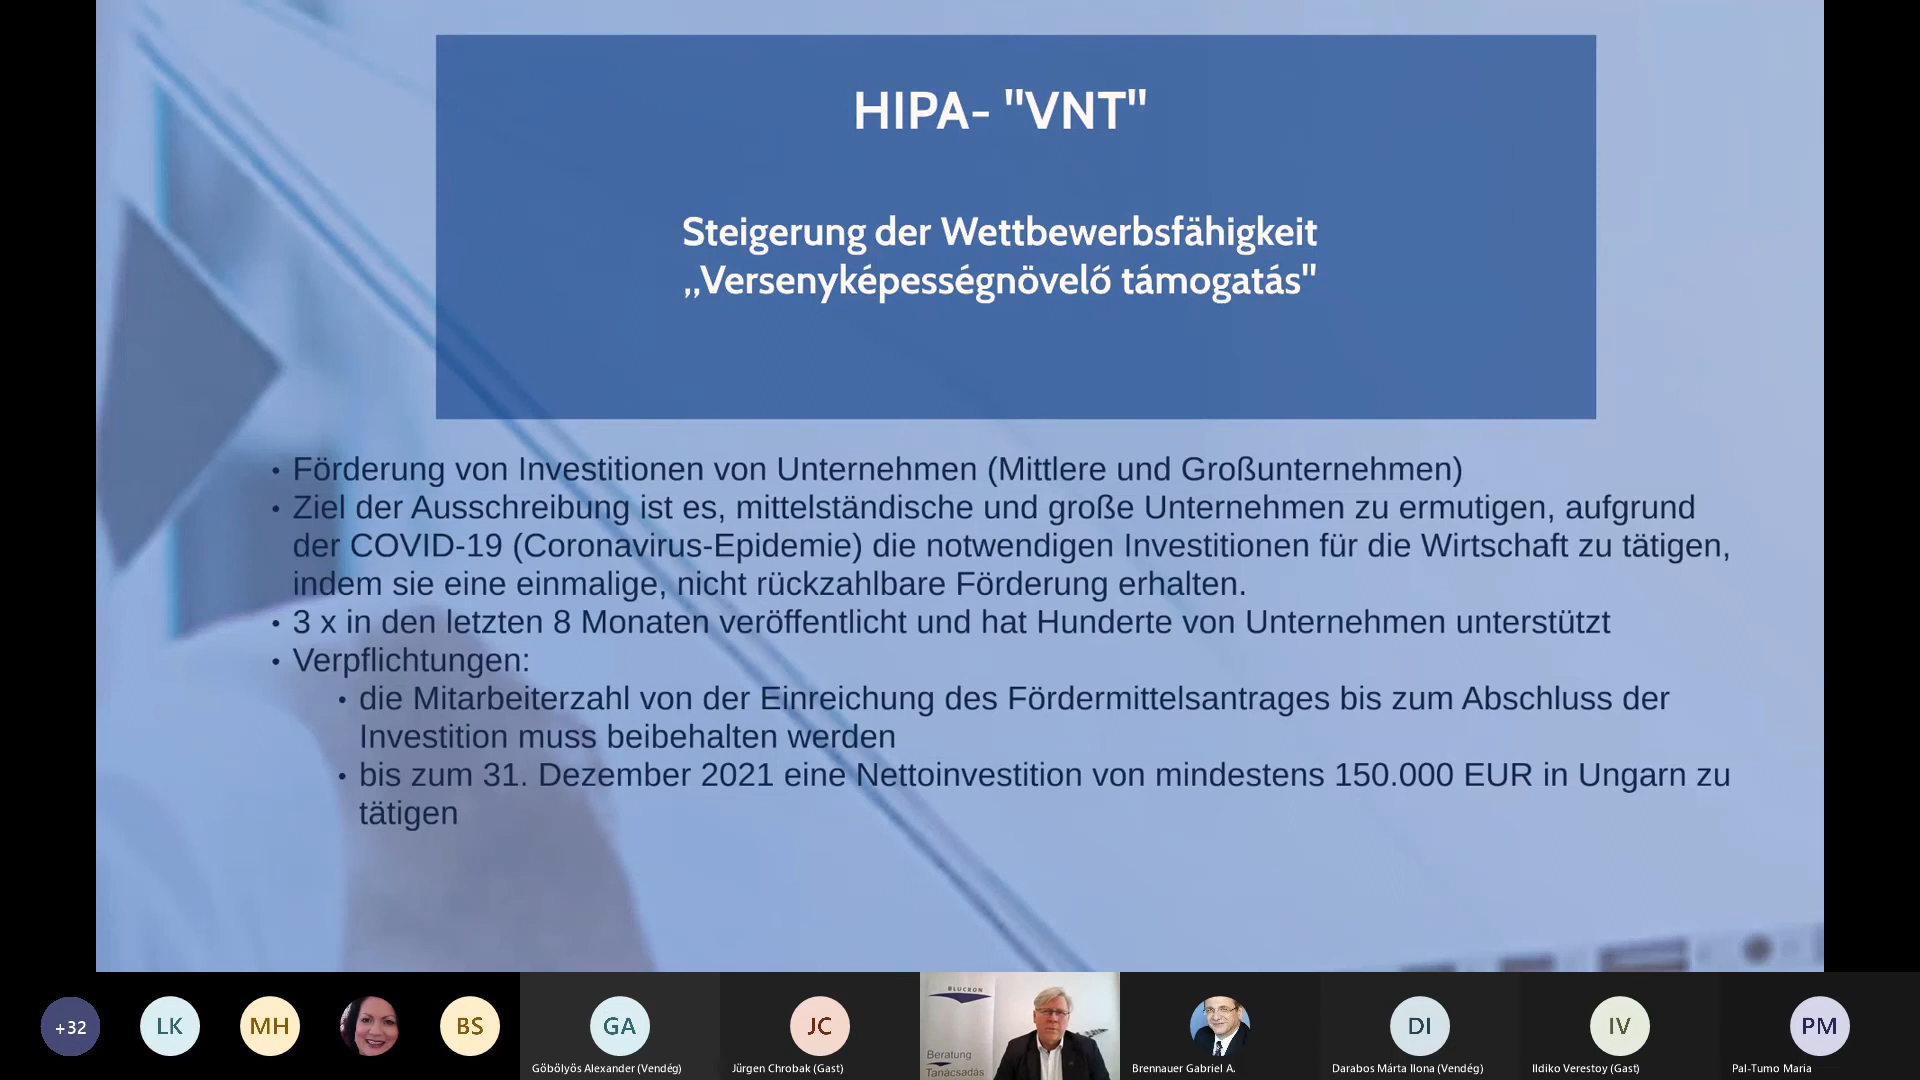 HIPA- "VNT"
Steigerung der Wettbewerbsfähigkeit
„Versenyképességnövelő támogatás"
• Förderung von Investitionen von Unternehmen (Mittlere und Großunternehmen)
• Ziel der Ausschreibung ist es, mittelständische und große Unternehmen zu ermutigen, aufgrund
der COVID-19 (Coronavirus-Epidemie) die notwendigen Investitionen für die Wirtschaft zu tätigen,
indem sie eine einmalige, nicht rückzahlbare Förderung erhalten.
• 3 x in den letzten 8 Monaten veröffentlicht und hat Hunderte von Unternehmen unterstützt
• Verpflichtungen:
• die Mitarbeiterzahl von der Einreichung des Fördermittelsantrages bis zum Abschluss der
Investition muss beibehalten werden
• bis zum 31. Dezember 2021 eine Nettoinvestition von mindestens 150.000 EUR in Ungarn zu
tätigen
+32
LK
MH
BS
GA
Göbölyös Alexander (Vendég)
JC
Jürgen Chrobak (Gast)
BLUCRON
Beratung
Tanácsadás
Brennauer Gabriel A.
DI
Darabos Márta Ilona (Vendég)
IV
Ildiko Verestoy (Gast)
PM
Pal-Tumo Maria